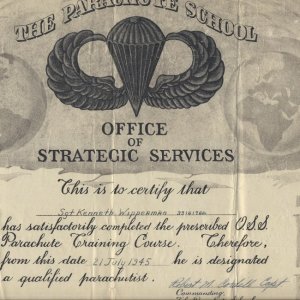 THE PARACHUTE SCHOOL
OFFICE
OF
STRATEGIC SERVICES
This is to certify that
Sgt Kenneth Wipperman
has satisfactorily completed the prescribed O.S.S.
Parachute Training Course. Therefore,
from this date 21 July 1945 he is designated
a qualified parachutist.
Commanding